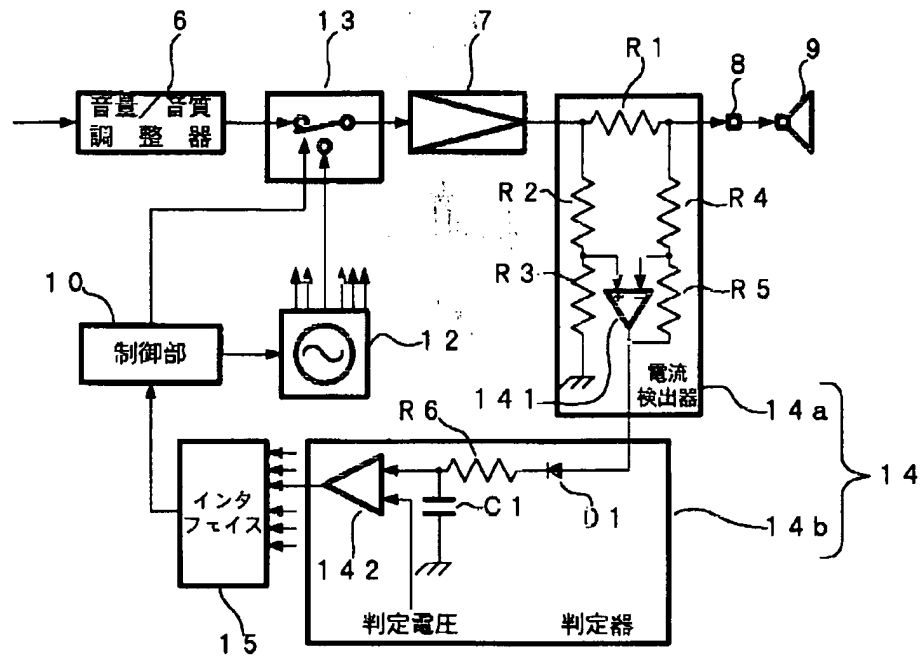 6
13
7
R1
8
9
音量／音質
調整器
R2
R4
R3
R5
+ −
10
制御部
12
141
電流
検出器
14a
R6
14
インタ
フェイス
C1
D1
14b
142
15
判定電圧
判定器